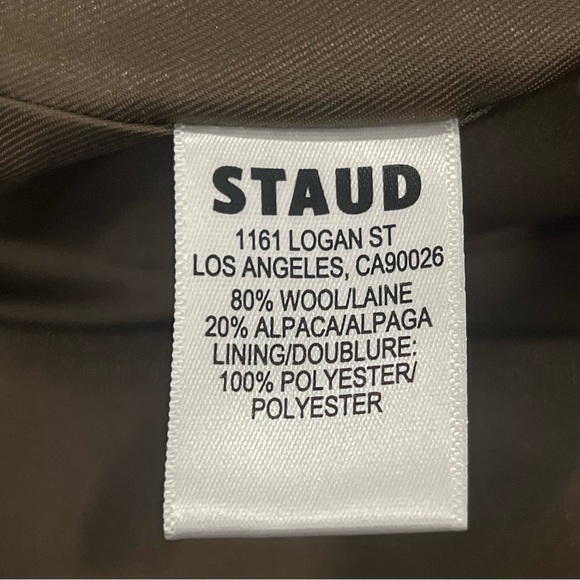 STAUD
1161 LOGAN ST
LOS ANGELES, CA90026
80% WOOL/LAINE
20% ALPACA/ALPAGA
LINING/DOUBLURE:
100% POLYESTER/
POLYESTER